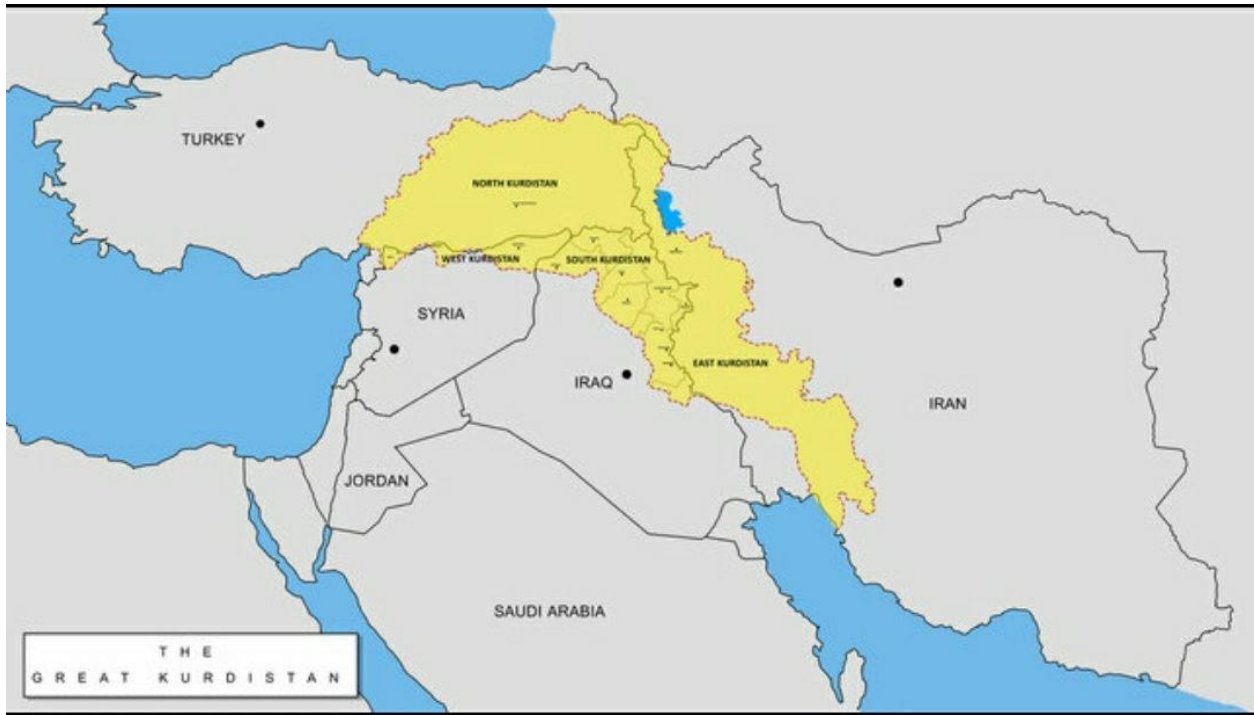 TURKEY
NORTH KURDISTAN
WEST KURDISTAN
SOUTH KURDISTAN
SYRIA
EAST KURDISTAN
IRAQ
IRAN
JORDAN
SAUDI ARABIA
THE
GREAT KURDISTAN